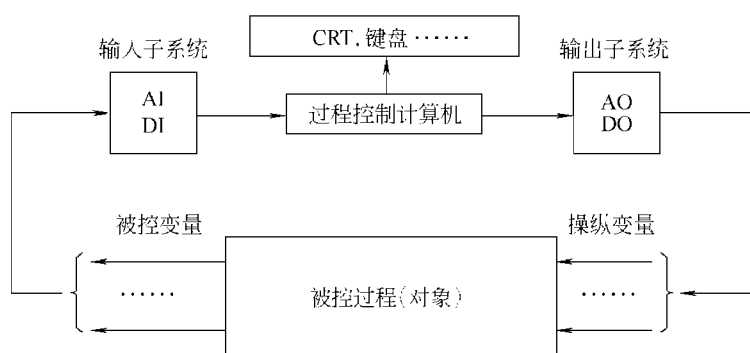 CRT,键盘……
输入子系统
输出子系统
AI
DI
过程控制计算机
AO
DO
被控变量
操纵变量
……
被控过程(对象)
……